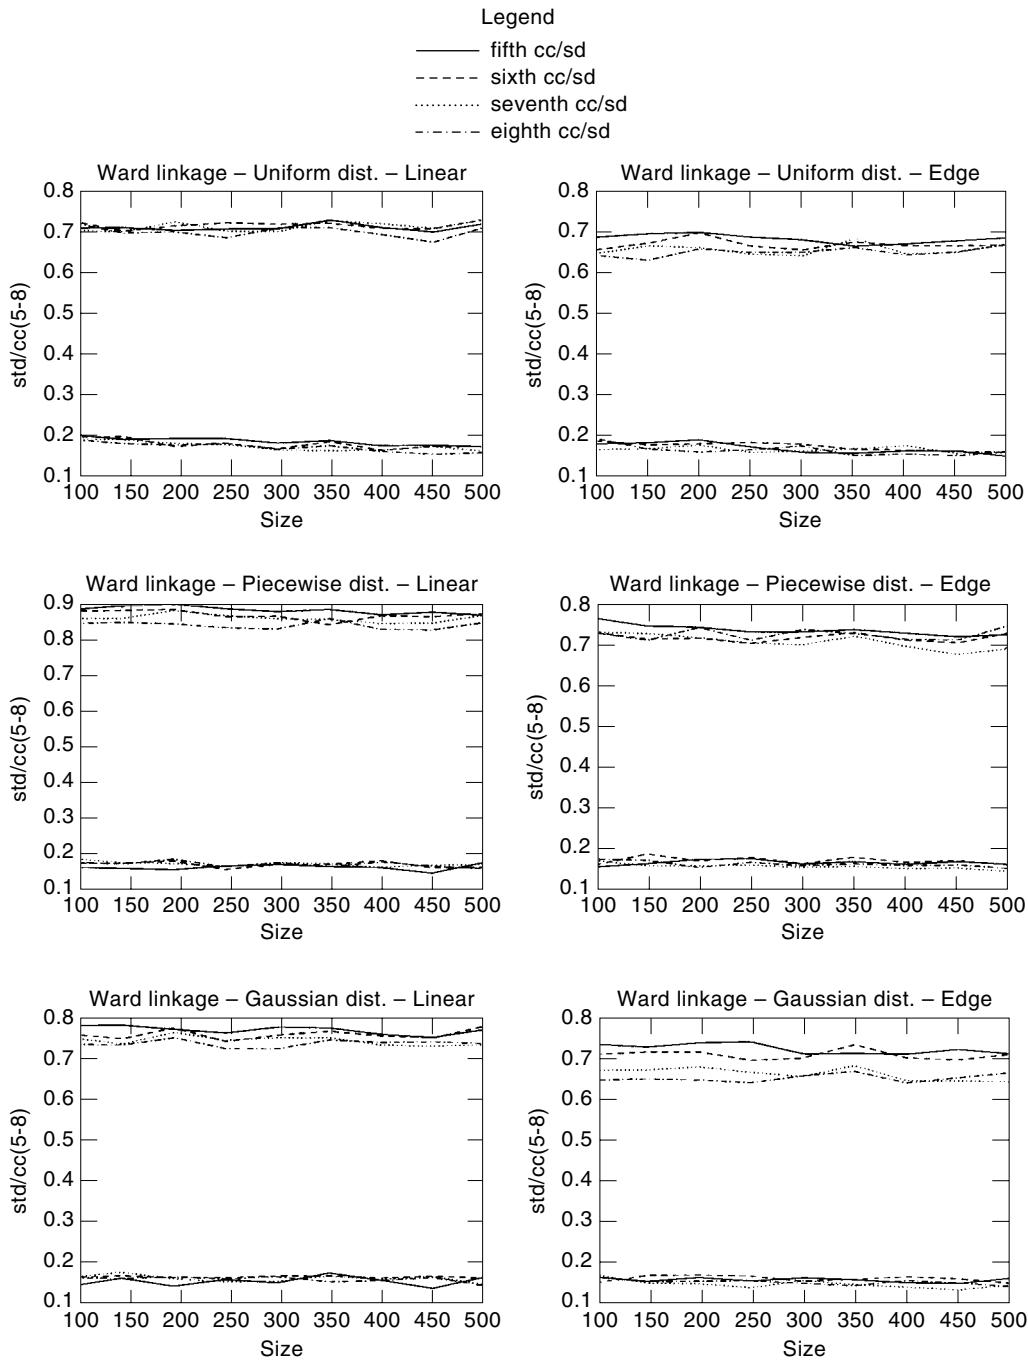 Legend
fifth cc/sd
sixth cc/sd
seventh cc/sd
eighth cc/sd
Ward linkage – Uniform dist. – Linear
0.8
0.7
0.6
0.5
0.4
0.3
0.2
0.1
std/cc(5-8)
100 150 200 250 300 350 400 450 500
Size
Ward linkage – Uniform dist. – Edge
0.8
0.7
0.6
0.5
0.4
0.3
0.2
0.1
std/cc(5-8)
100 150 200 250 300 350 400 450 500
Size
Ward linkage – Piecewise dist. – Linear
0.9
0.8
0.7
0.6
0.5
0.4
0.3
0.2
0.1
std/cc(5-8)
100 150 200 250 300 350 400 450 500
Size
Ward linkage – Piecewise dist. – Edge
0.8
0.7
0.6
0.5
0.4
0.3
0.2
0.1
std/cc(5-8)
100 150 200 250 300 350 400 450 500
Size
Ward linkage – Gaussian dist. – Linear
0.8
0.7
0.6
0.5
0.4
0.3
0.2
0.1
std/cc(5-8)
100 150 200 250 300 350 400 450 500
Size
Ward linkage – Gaussian dist. – Edge
0.8
0.7
0.6
0.5
0.4
0.3
0.2
0.1
std/cc(5-8)
100 150 200 250 300 350 400 450 500
Size